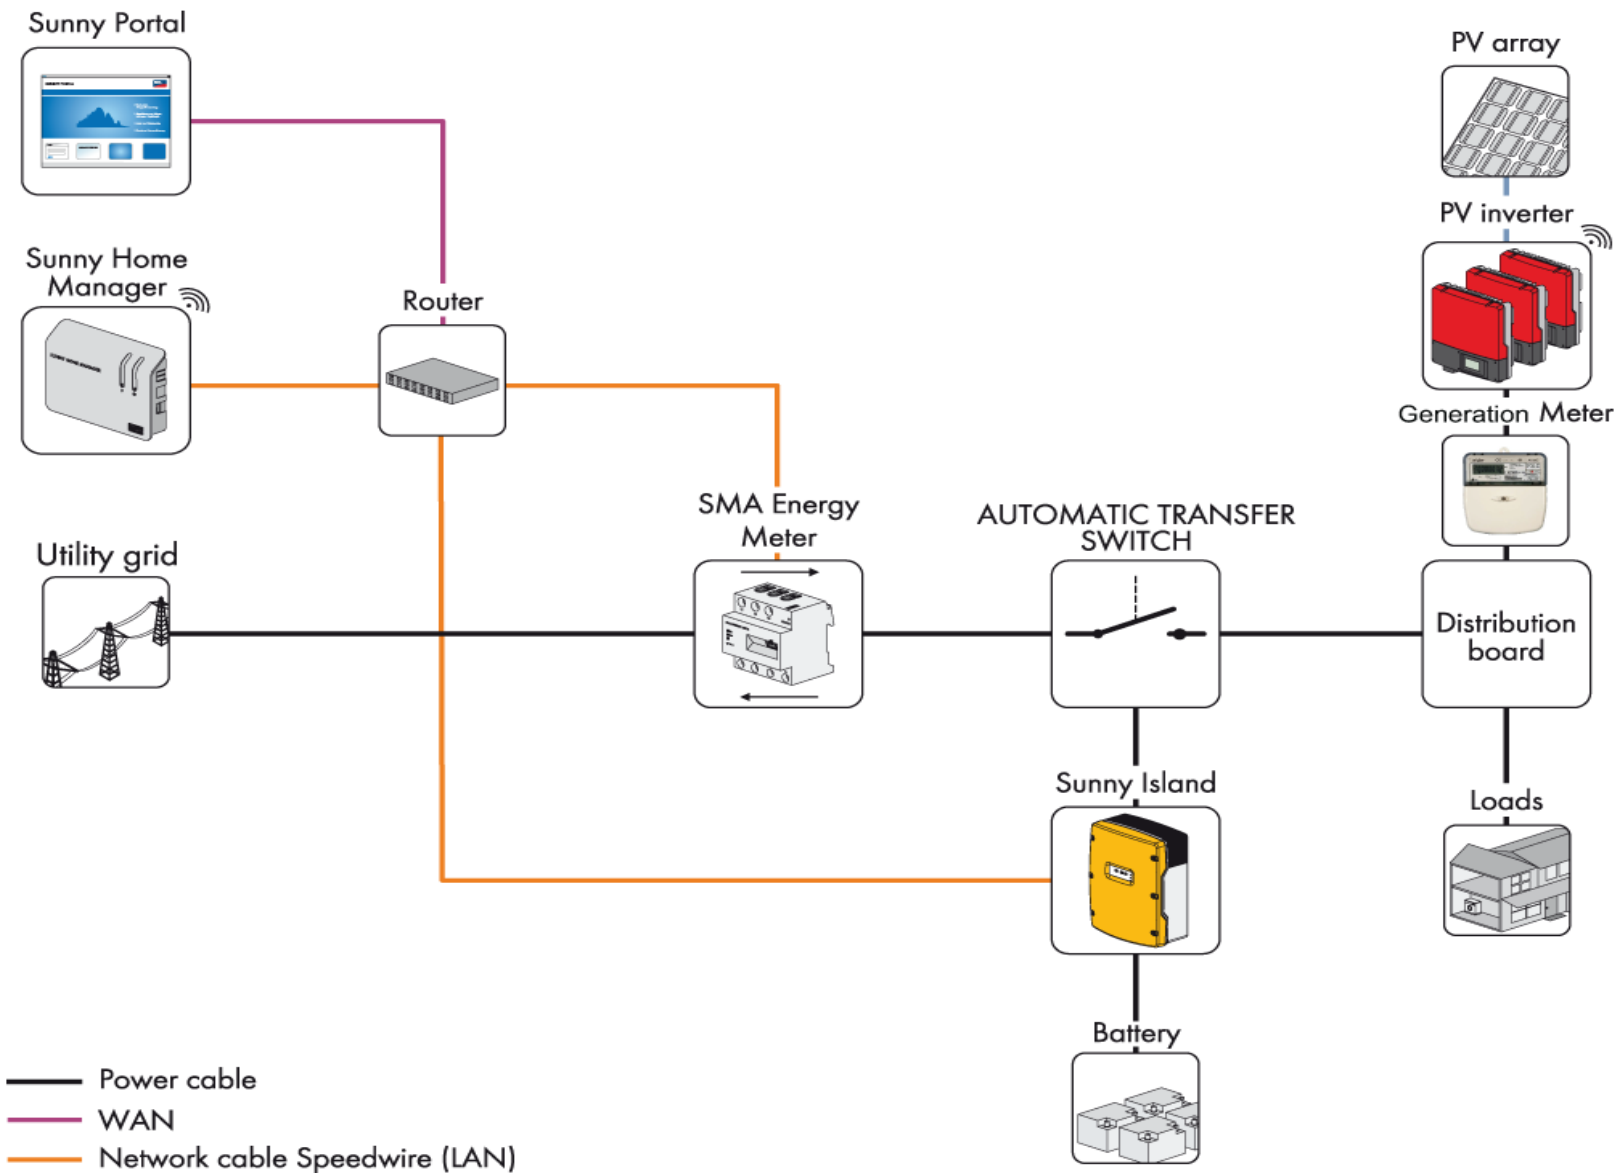 Sunny Portal
PV array
PV inverter
Sunny Home
Manager
Router
Generation Meter
SMA Energy
Meter
AUTOMATIC TRANSFER
SWITCH
Utility grid
Distribution
board
Sunny Island
Loads
Battery
Power cable
WAN
Network cable Speedwire (LAN)